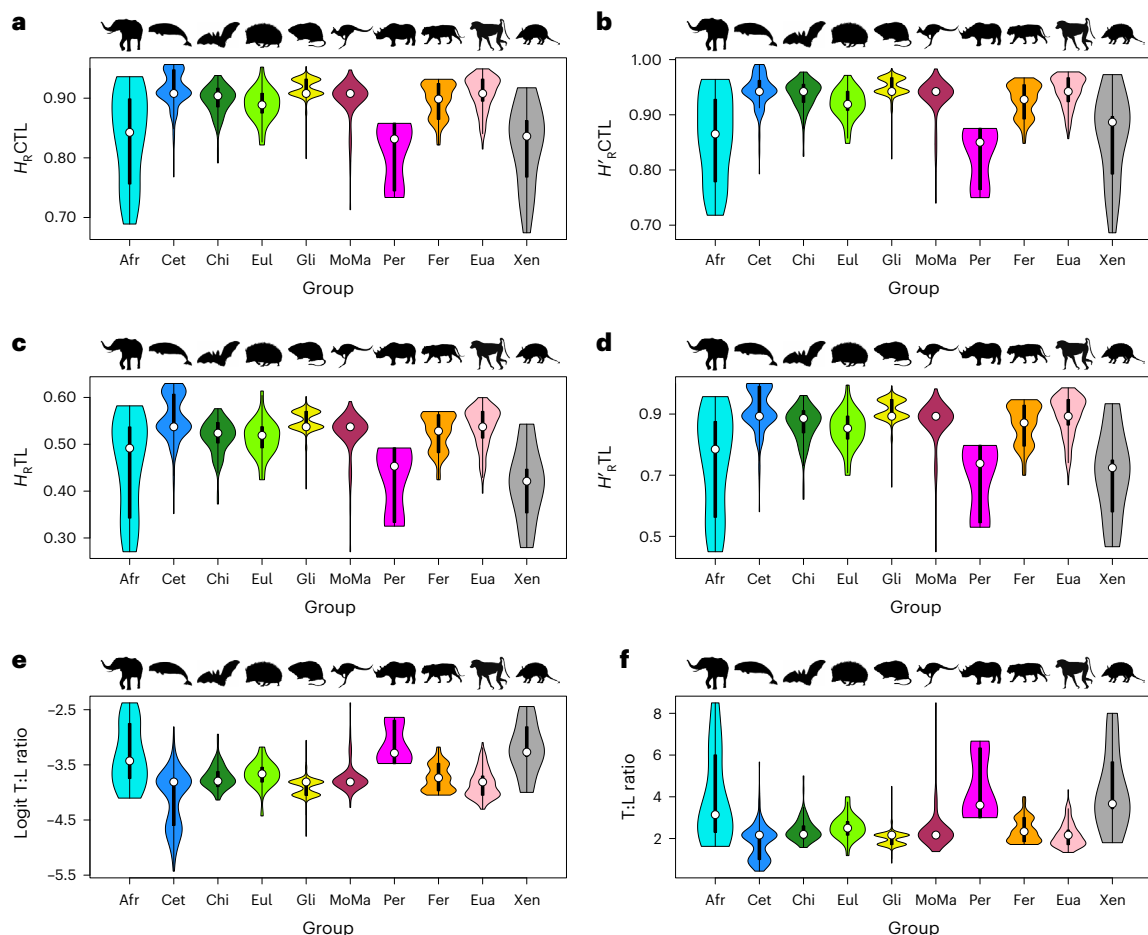 a
H_R CTL
0.90
0.80
0.70
Afr Cet Chi Eul Gli MoMa Per Fer Eua Xen
Group
b
H′_R CTL
1.00
0.90
0.80
0.70
Afr Cet Chi Eul Gli MoMa Per Fer Eua Xen
Group
c
H_R TL
0.60
0.50
0.40
0.30
Afr Cet Chi Eul Gli MoMa Per Fer Eua Xen
Group
d
H′_R TL
0.9
0.7
0.5
Afr Cet Chi Eul Gli MoMa Per Fer Eua Xen
Group
e
Logit T:L ratio
−2.5
−3.5
−4.5
−5.5
Afr Cet Chi Eul Gli MoMa Per Fer Eua Xen
Group
f
T:L ratio
8
6
4
2
Afr Cet Chi Eul Gli MoMa Per Fer Eua Xen
Group